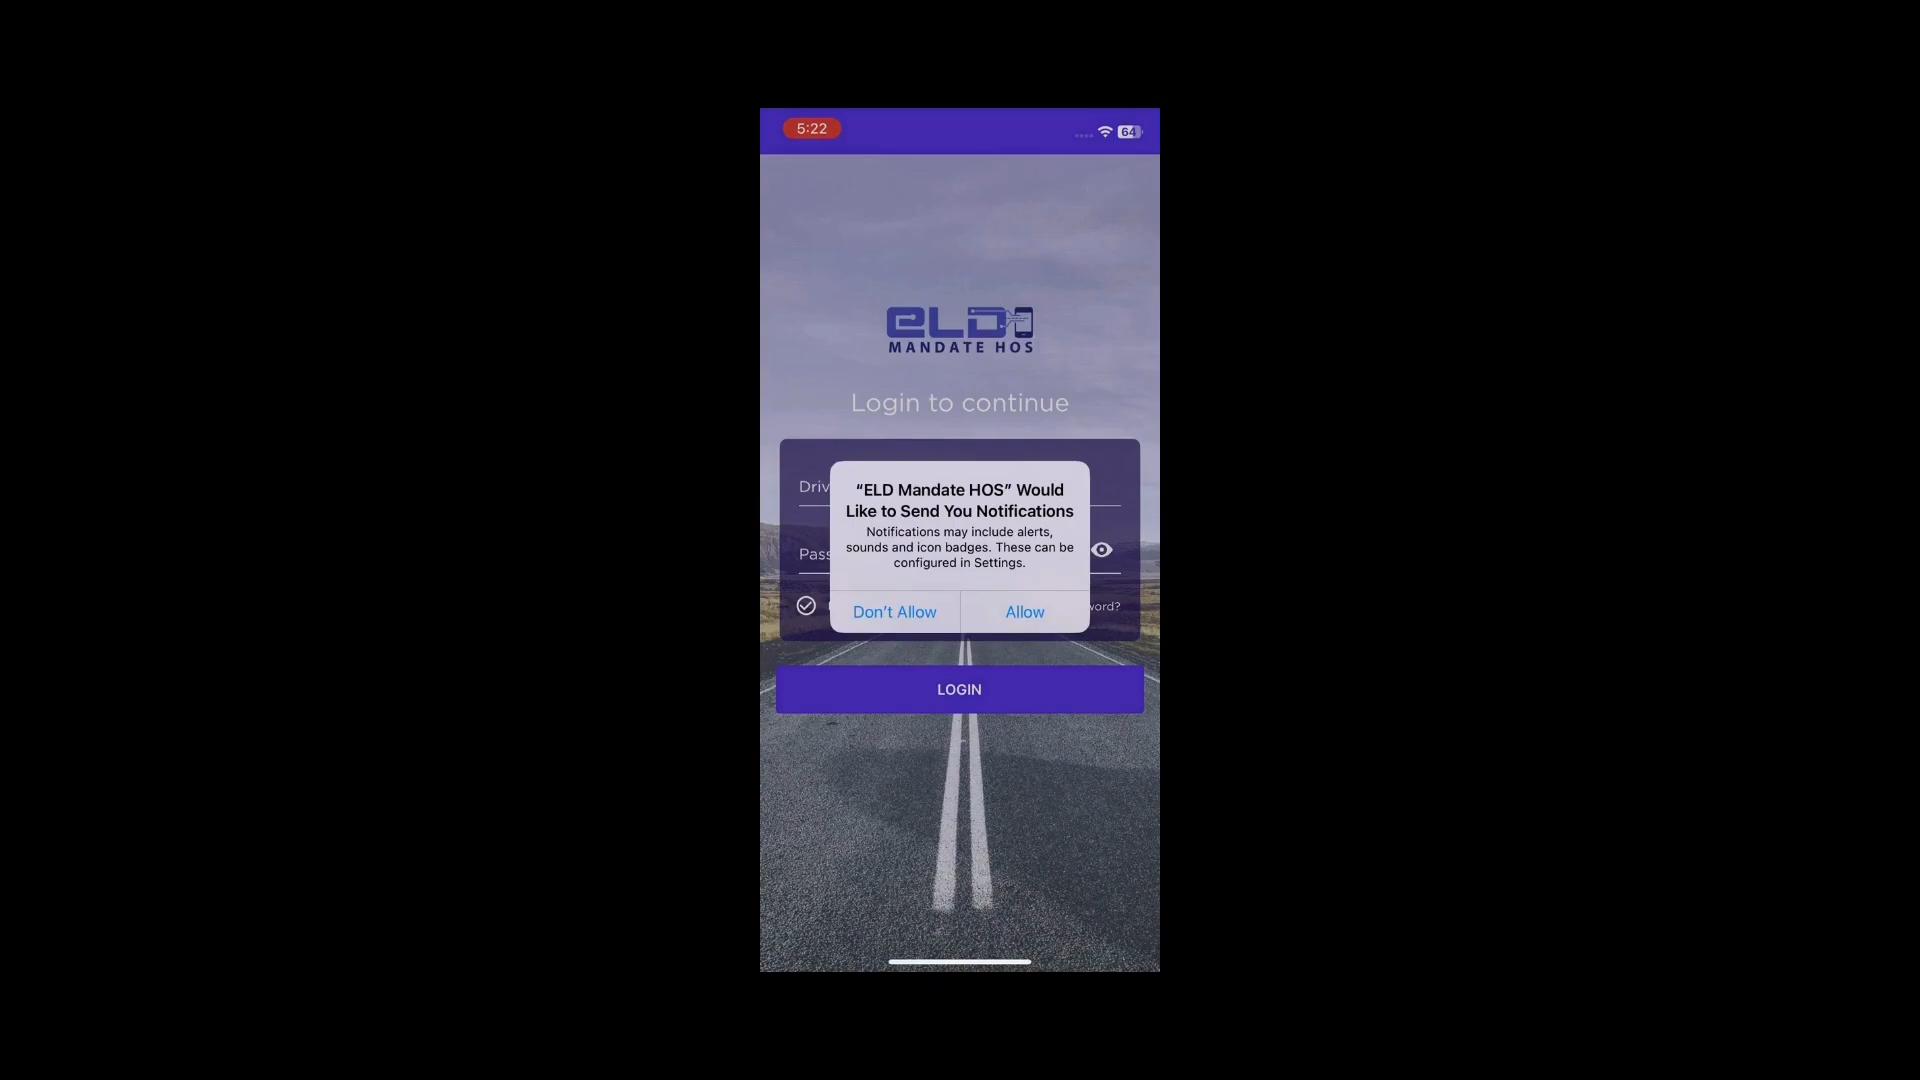 5:22
64
ELD
MANDATE HOS
Login to continue
Driv
“ELD Mandate HOS” Would
Like to Send You Notifications
Notifications may include alerts,
sounds and icon badges. These can be
configured in Settings.
Pass
Don’t Allow
Allow
word?
LOGIN